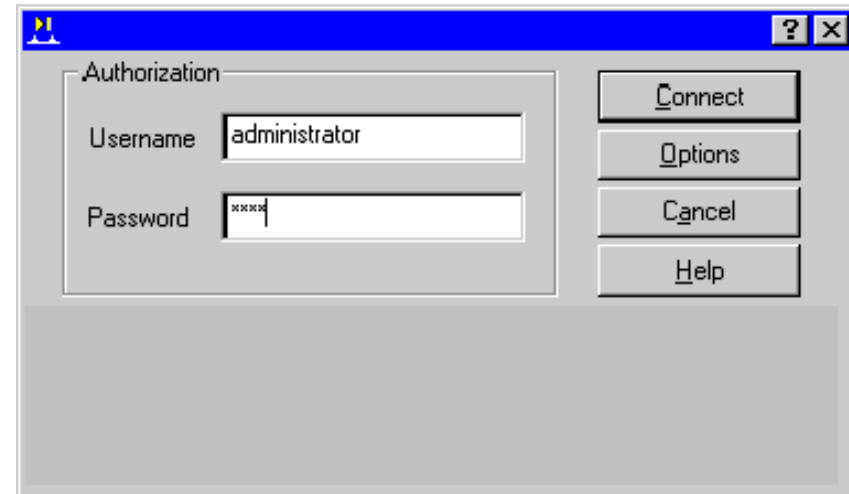 Authorization
Username administrator
Password ****
Connect
Options
Cancel
Help